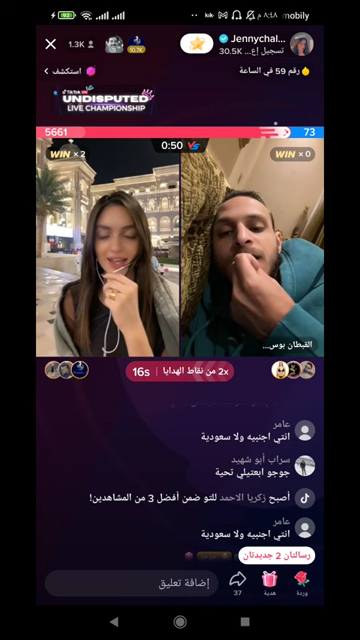 mobily ٨:٤٨ م
Jennychal...
30.5K تسجيل إع...
1.3K
10.7K
رقم 59 في الساعة
استكشف
TikTok LIVE
UNDISPUTED
LIVE CHAMPIONSHIP
5661
73
0:50
VS
WIN × 2
WIN × 0
القبطان بوس...
2x من نقاط الهدايا
16s
عامر
انتي اجنبيه ولا سعودية
سراب أبو شهيد
جوجو ابعتيلي تحية
أصبح زكريا الاحمد للتو ضمن أفضل 3 من المشاهدين!
عامر
انتي اجنبيه ولا سعودية
رسالتان 2 جديدتان
إضافة تعليق
37
هدية
وردة